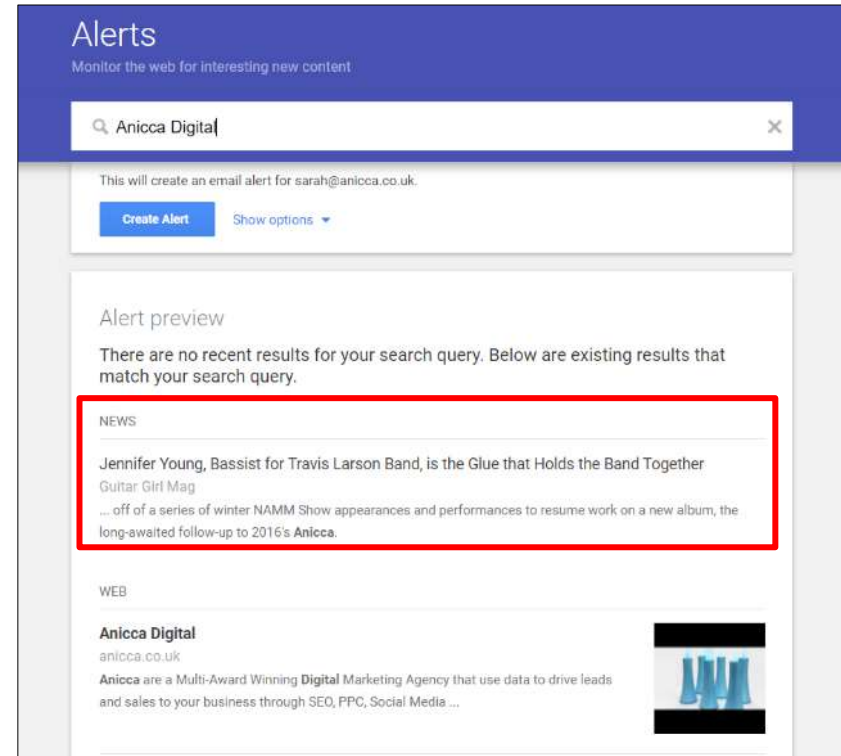 Alerts
Monitor the web for interesting new content
Anicca Digital
This will create an email alert for sarah@anicca.co.uk.
Create Alert
Show options
Alert preview
There are no recent results for your search query. Below are existing results that
match your search query.
NEWS
Jennifer Young, Bassist for Travis Larson Band, is the Glue that Holds the Band Together
Guitar Girl Mag
... off of a series of winter NAMM Show appearances and performances to resume work on a new album, the
long-awaited follow-up to 2016's Anicca.
WEB
Anicca Digital
anicca.co.uk
Anicca are a Multi-Award Winning Digital Marketing Agency that use data to drive leads
and sales to your business through SEO, PPC, Social Media ...